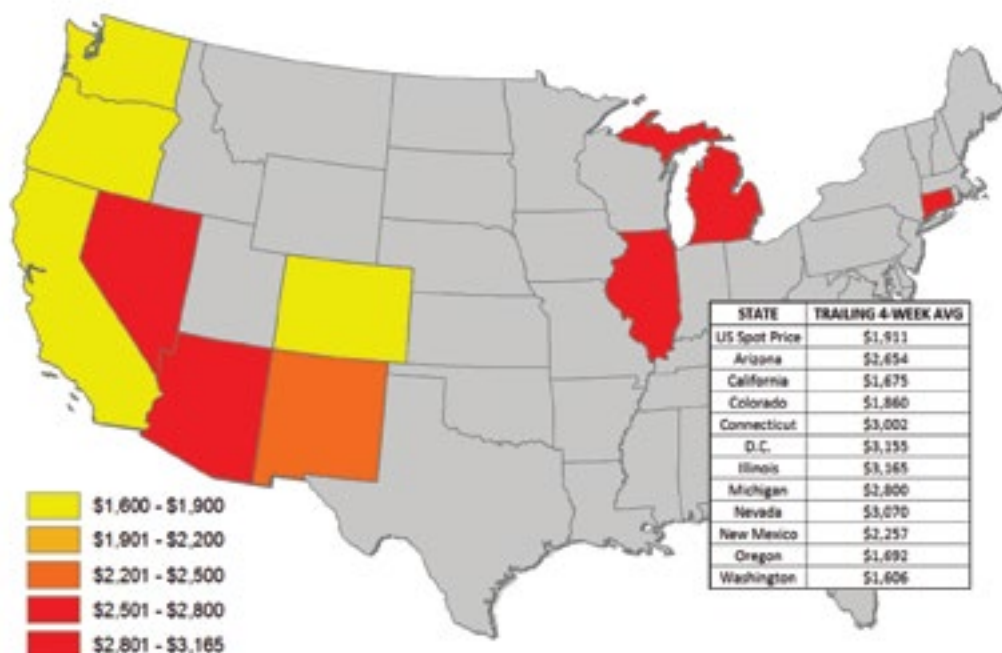 STATE TRAILING 4-WEEK AVG
US Spot Price $1,911
Arizona $2,654
California $1,675
Colorado $1,860
Connecticut $3,002
D.C. $3,155
Illinois $3,165
Michigan $2,800
Nevada $3,070
New Mexico $2,257
Oregon $1,692
Washington $1,606
$1,600 - $1,900
$1,901 - $2,200
$2,201 - $2,500
$2,501 - $2,800
$2,801 - $3,165